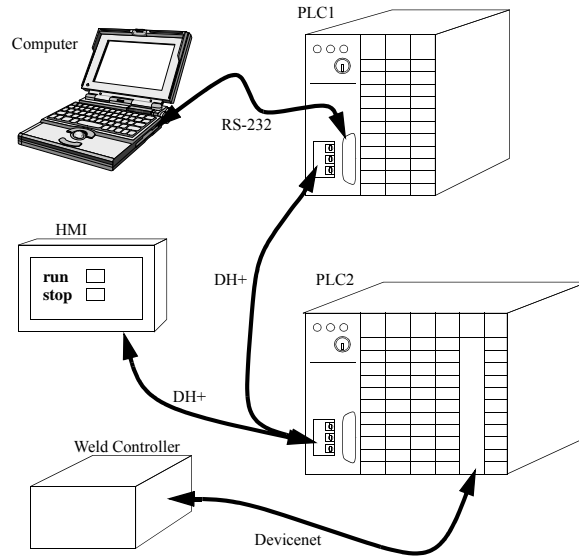 PLC1
Computer
RS-232
HMI
run
stop
DH+
PLC2
DH+
Weld Controller
Devicenet